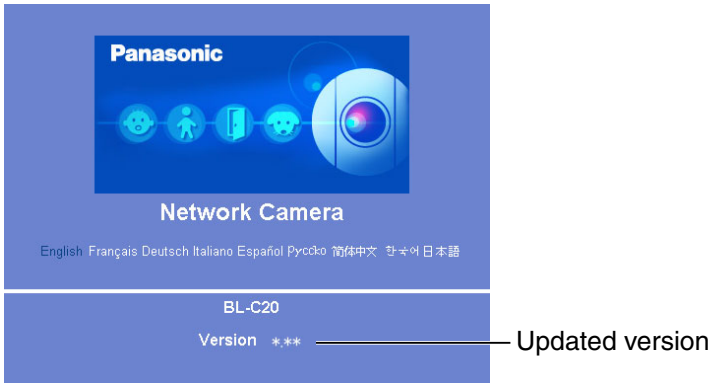 Panasonic
Network Camera
English Français Deutsch Italiano Español Русско 简体中文 한국어 日本語
BL-C20
Version *.** Updated version